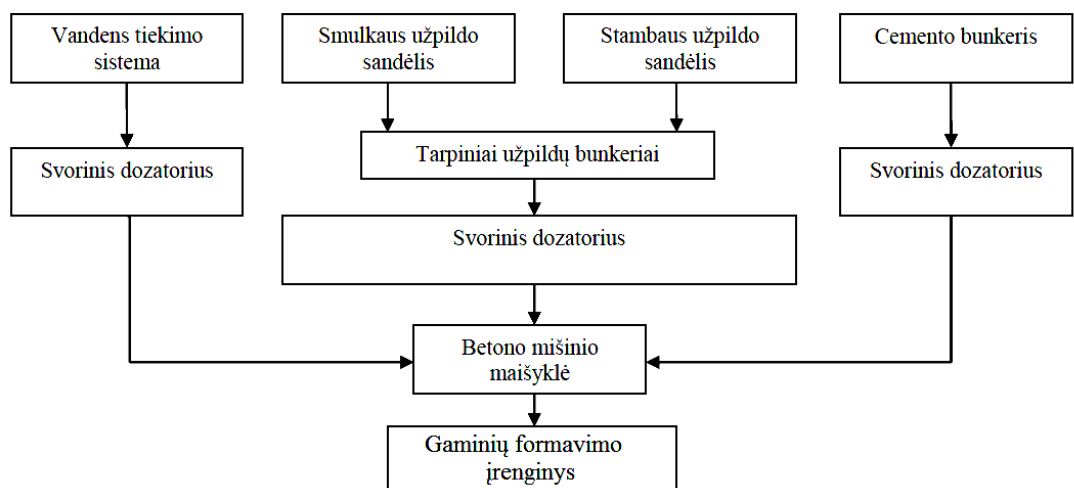 Vandens tiekimo
sistema
Smulkaus užpildo
sandėlis
Stambaus užpildo
sandėlis
Cemento bunkeris
Svorinis dozatorius
Tarpiniai užpildų bunkeriai
Svorinis dozatorius
Svorinis dozatorius
Betono mišinio
maišyklė
Gaminių formavimo
įrenginys